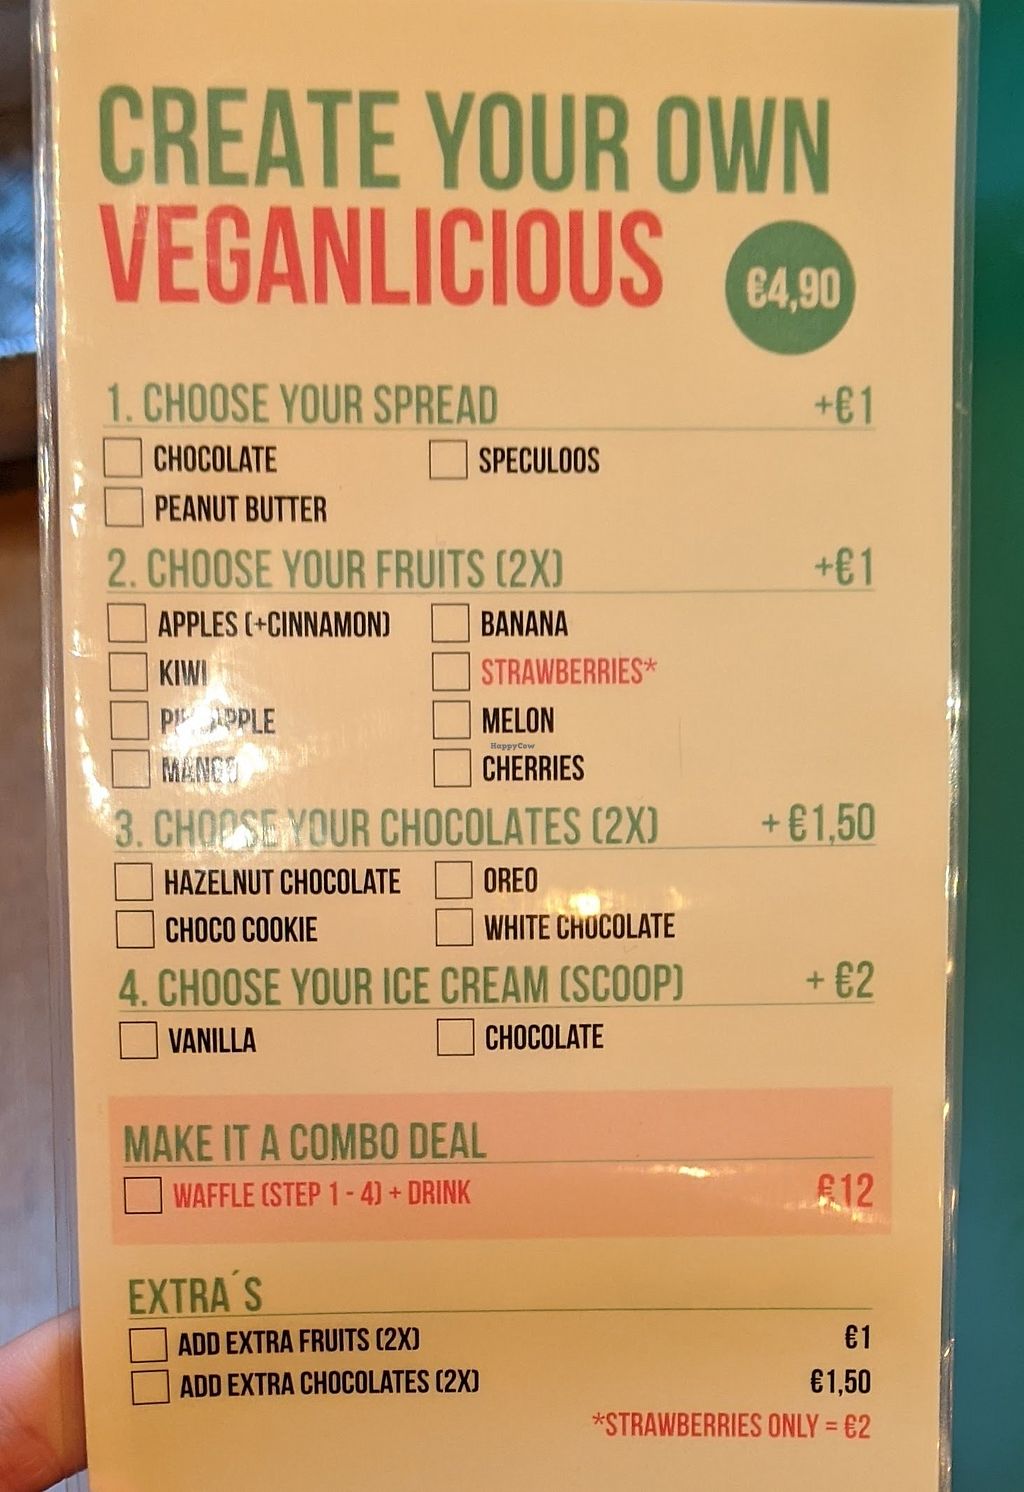 CREATE YOUR OWN
VEGANLICIOUS
€4,90
1. CHOOSE YOUR SPREAD +€1
CHOCOLATE SPECULOOS
PEANUT BUTTER
2. CHOOSE YOUR FRUITS (2X) +€1
APPLES (+CINNAMON) BANANA
KIWI STRAWBERRIES*
PINEAPPLE MELON
HappyCow
MANGO CHERRIES
3. CHOOSE YOUR CHOCOLATES (2X) + €1,50
HAZELNUT CHOCOLATE OREO
CHOCO COOKIE WHITE CHOCOLATE
4. CHOOSE YOUR ICE CREAM (SCOOP) + €2
VANILLA CHOCOLATE
MAKE IT A COMBO DEAL
WAFFLE (STEP 1 - 4) + DRINK €12
EXTRA´S
ADD EXTRA FRUITS (2X) €1
ADD EXTRA CHOCOLATES (2X) €1,50
*STRAWBERRIES ONLY = €2